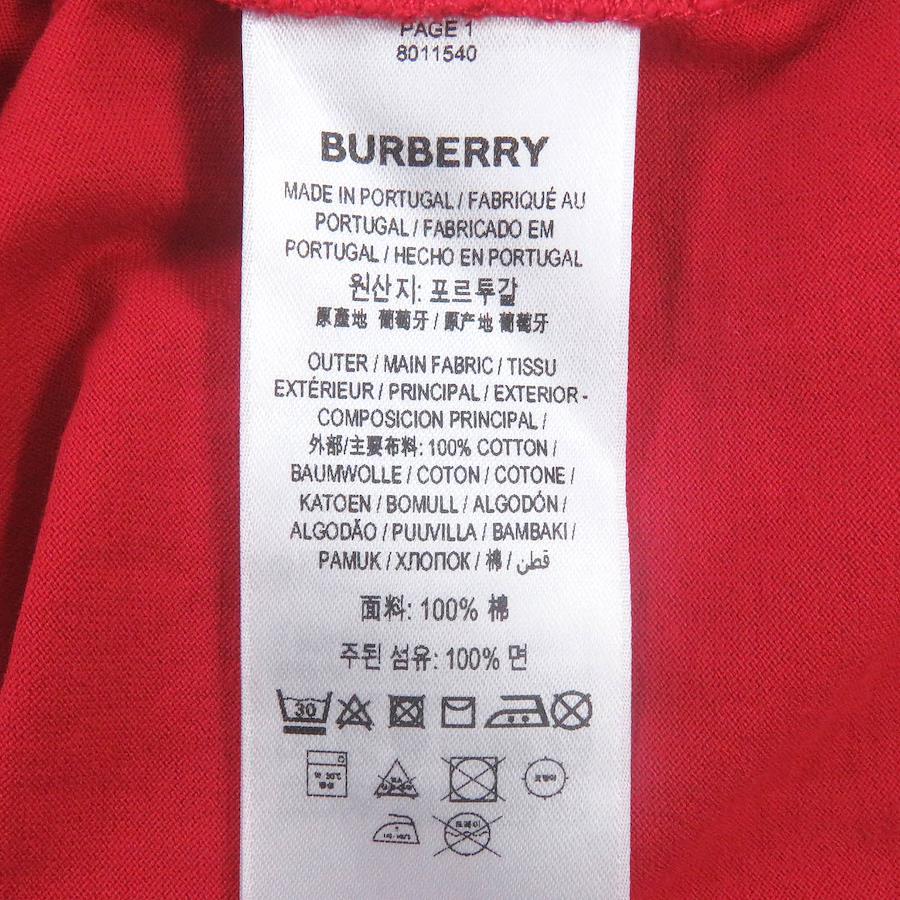 PAGE 1
8011540
BURBERRY
MADE IN PORTUGAL / FABRIQUÉ AU
PORTUGAL / FABRICADO EM
PORTUGAL / HECHO EN PORTUGAL
원산지: 포르투갈
原產地 葡萄牙 / 原产地 葡萄牙
OUTER / MAIN FABRIC / TISSU
EXTÉRIEUR / PRINCIPAL / EXTERIOR -
COMPOSICION PRINCIPAL /
外部/主要布料: 100% COTTON /
BAUMWOLLE / COTON / COTONE /
KATOEN / BOMULL / ALGODÓN /
ALGODÃO / PUUVILLA / BAMBAKI /
PAMUK / ХЛОПОК / 棉 / قطن
面料: 100% 棉
주된 섬유: 100% 면
30